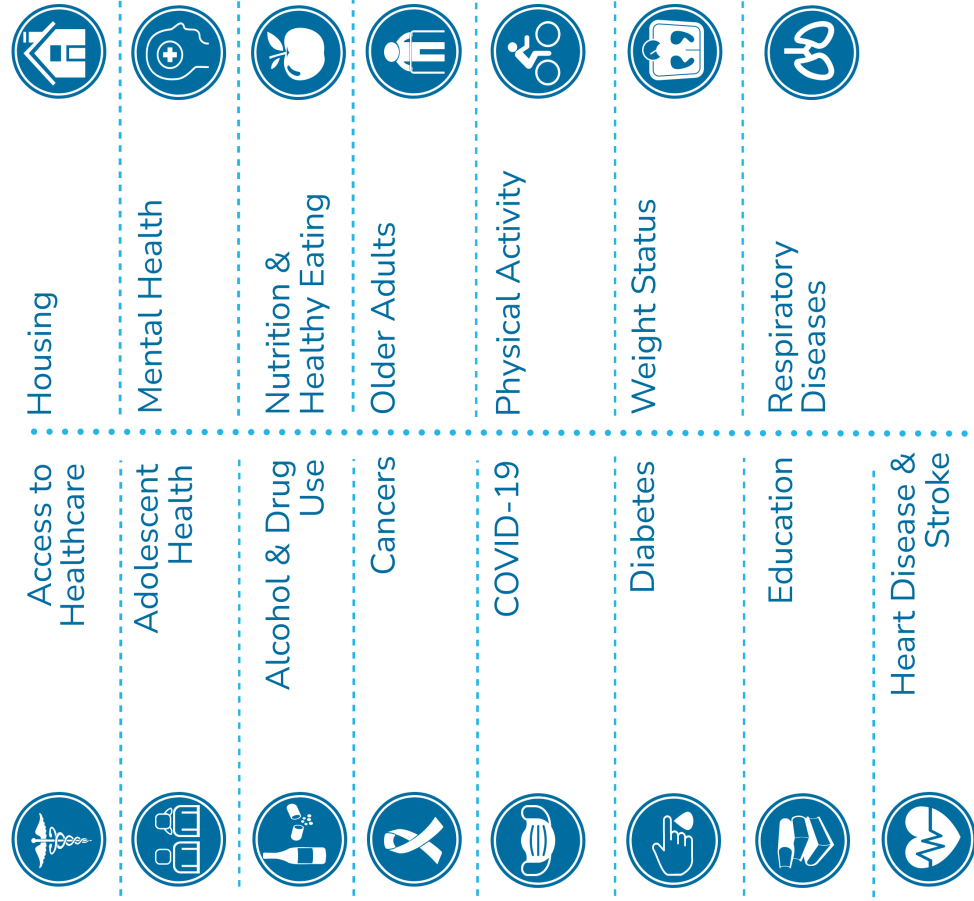 Access to
Healthcare
Adolescent
Health
Alcohol & Drug
Use
Cancers
COVID-19
Diabetes
Education
Heart Disease &
Stroke
Housing
Mental Health
Nutrition &
Healthy Eating
Older Adults
Physical Activity
Weight Status
Respiratory
Diseases